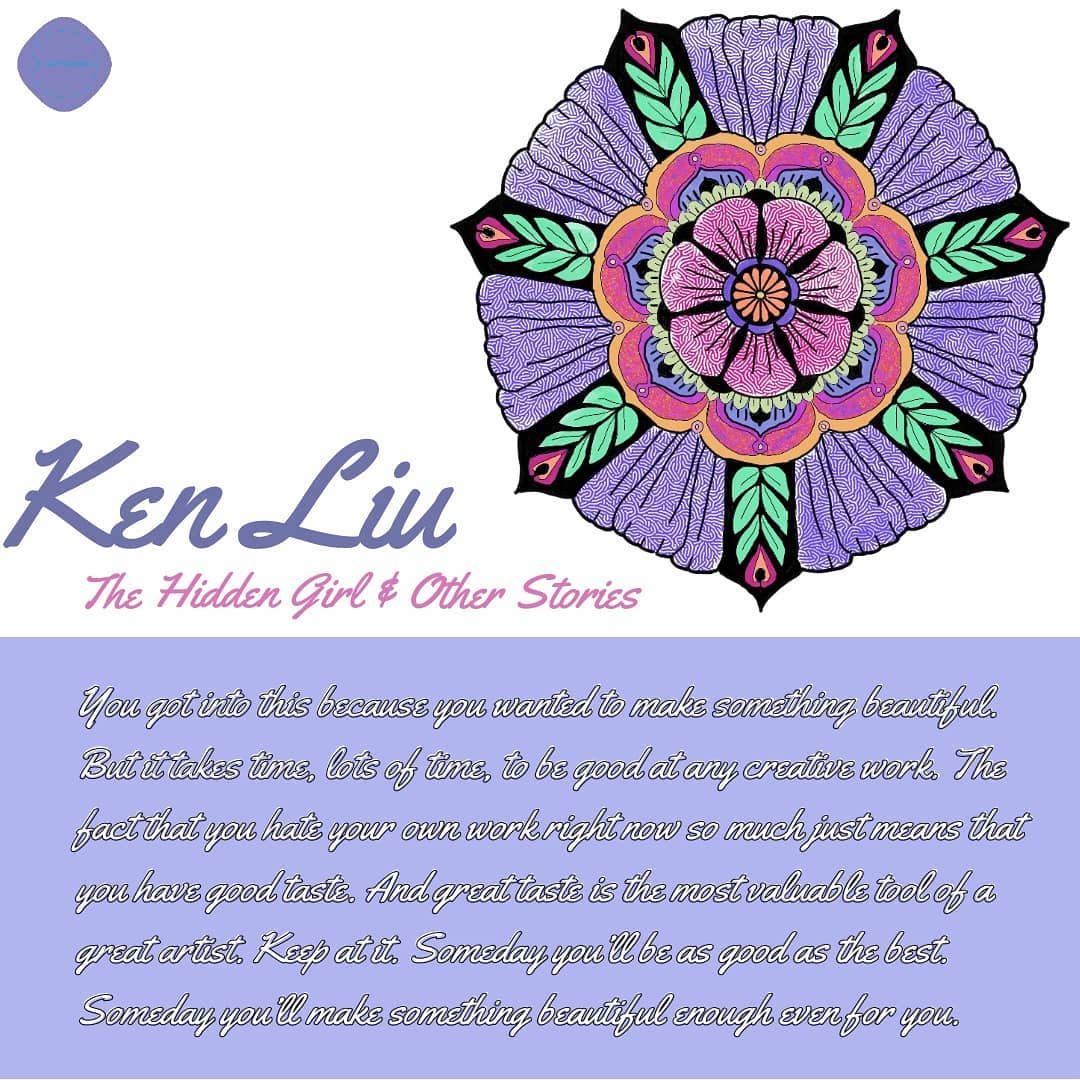 Ken Liu
The Hidden Girl & Other Stories
You got into this because you wanted to make something beautiful.
But it takes time, lots of time, to be good at any creative work. The
fact that you hate your own work right now so much just means that
you have good taste. And great taste is the most valuable tool of a
great artist. Keep at it. Someday you'll be as good as the best.
Someday you'll make something beautiful enough even for you.